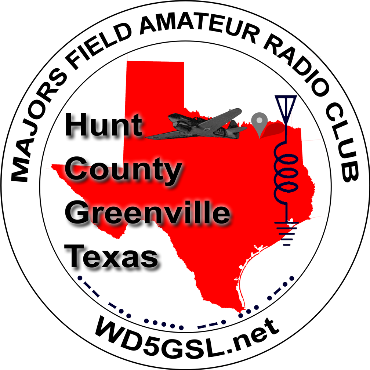 MAJORS FIELD AMATEUR RADIO CLUB
Hunt
County
Greenville
Texas
WD5GSL.net